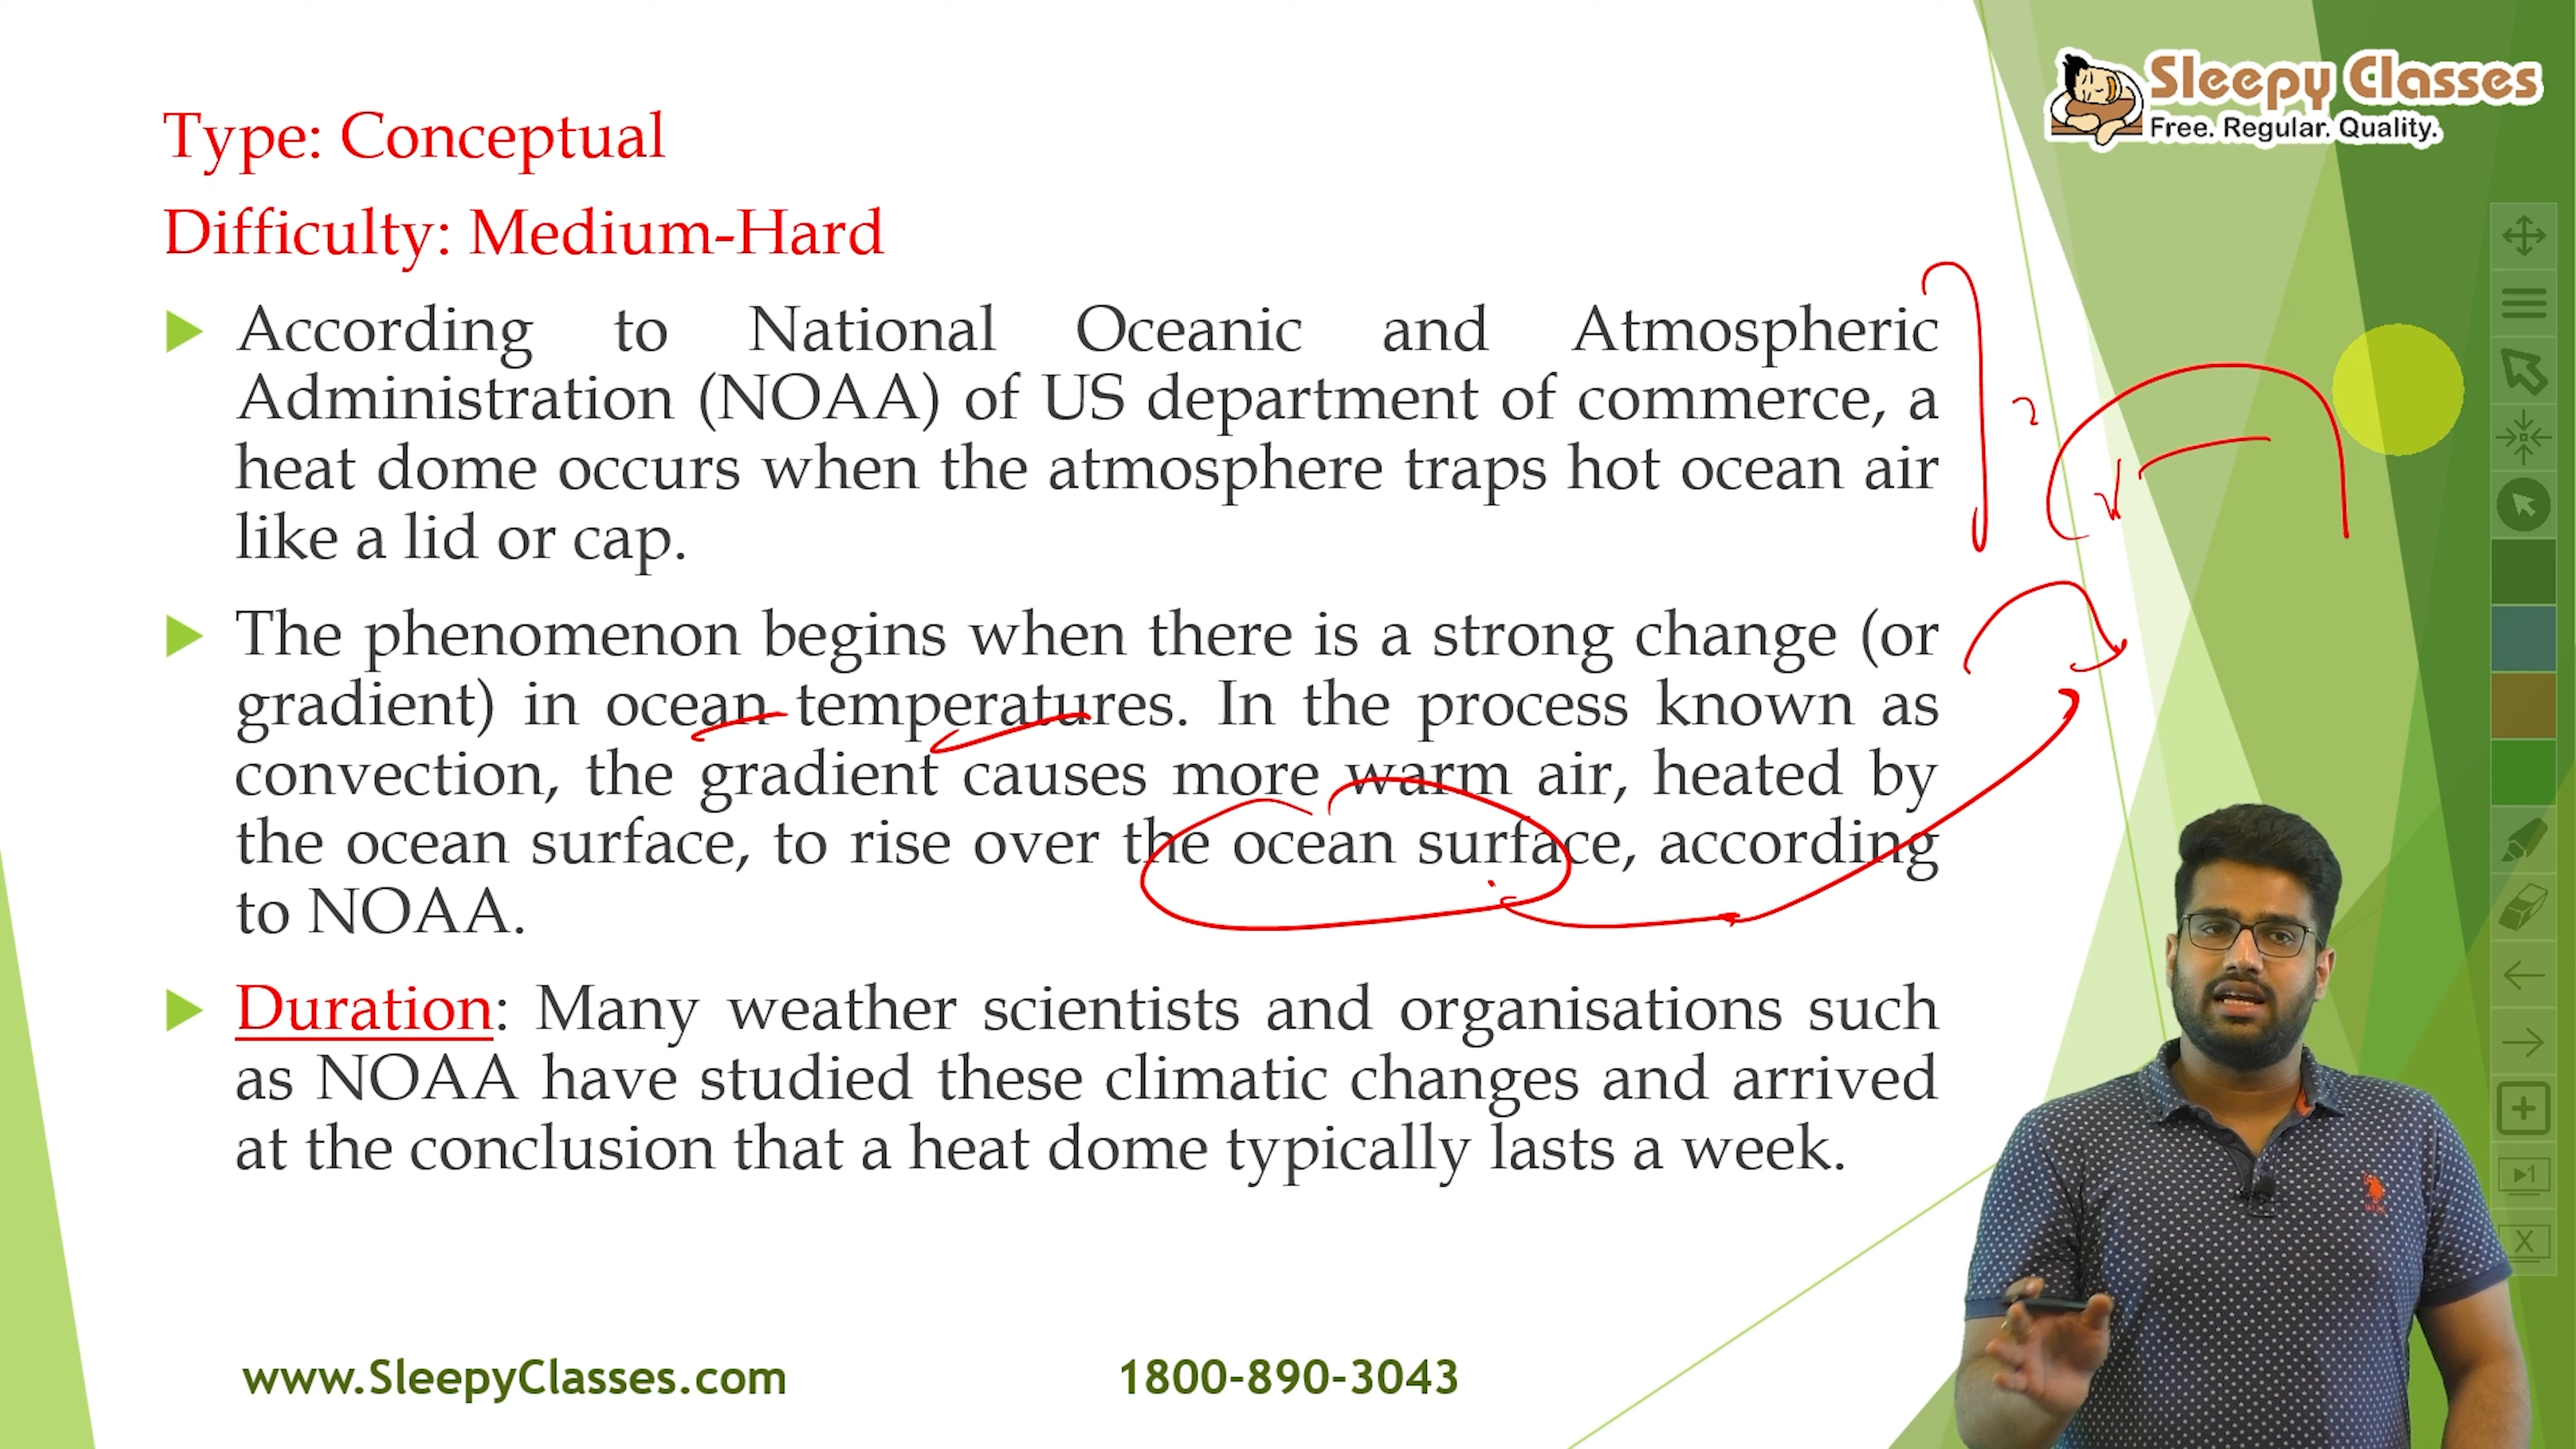 Sleepy Classes
Free. Regular. Quality.
Type: Conceptual
Difficulty: Medium-Hard
According to National Oceanic and Atmospheric
Administration (NOAA) of US department of commerce, a
heat dome occurs when the atmosphere traps hot ocean air
like a lid or cap.
The phenomenon begins when there is a strong change (or
gradient) in ocean temperatures. In the process known as
convection, the gradient causes more warm air, heated by
the ocean surface, to rise over the ocean surface, according
to NOAA.
Duration: Many weather scientists and organisations such
as NOAA have studied these climatic changes and arrived
at the conclusion that a heat dome typically lasts a week.
www.SleepyClasses.com
1800-890-3043